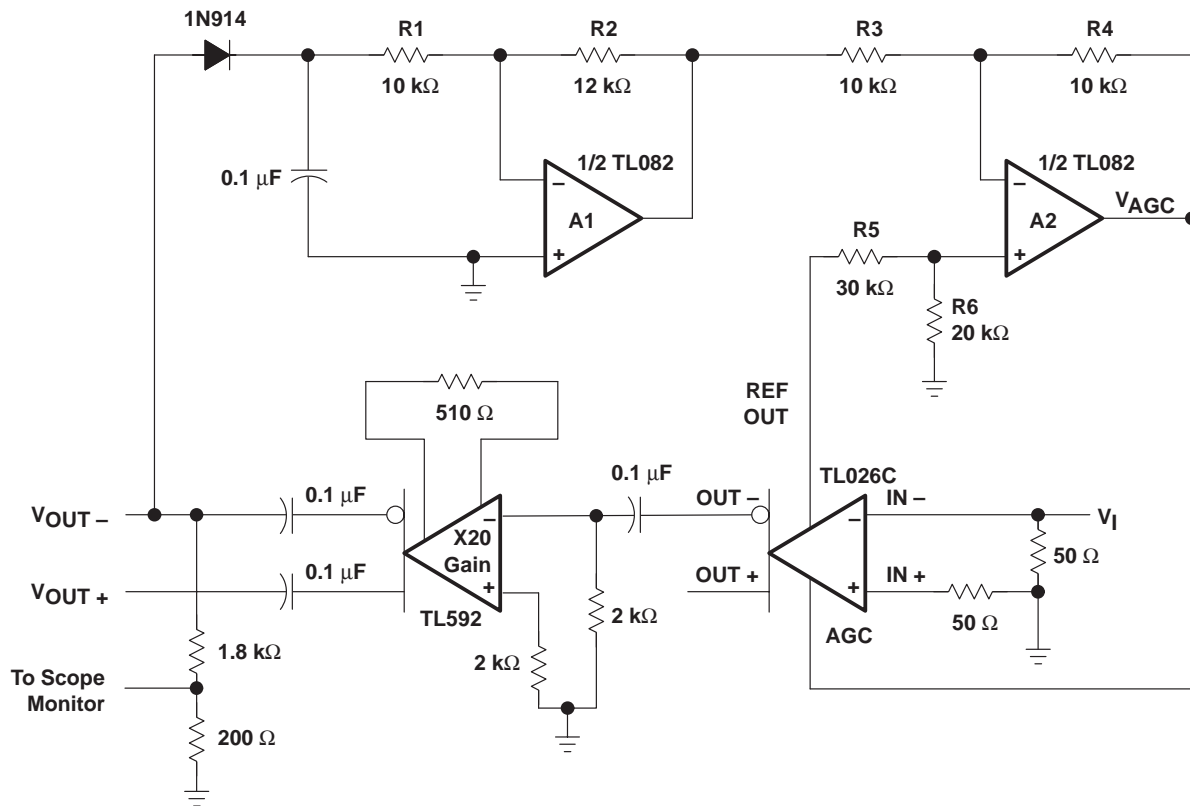 1N914
R1
10 kΩ
R2
12 kΩ
R3
10 kΩ
R4
10 kΩ
0.1 μF
1/2 TL082
−
A1
+
1/2 TL082
−
A2
+
VAGC
R5
30 kΩ
R6
20 kΩ
510 Ω
REF
OUT
0.1 μF
TL026C
VOUT −
0.1 μF
−
X20
Gain
+
OUT −
−
IN −
VI
VOUT +
0.1 μF
TL592
OUT +
+
IN +
50 Ω
50 Ω
AGC
2 kΩ
2 kΩ
1.8 kΩ
To Scope
Monitor
200 Ω